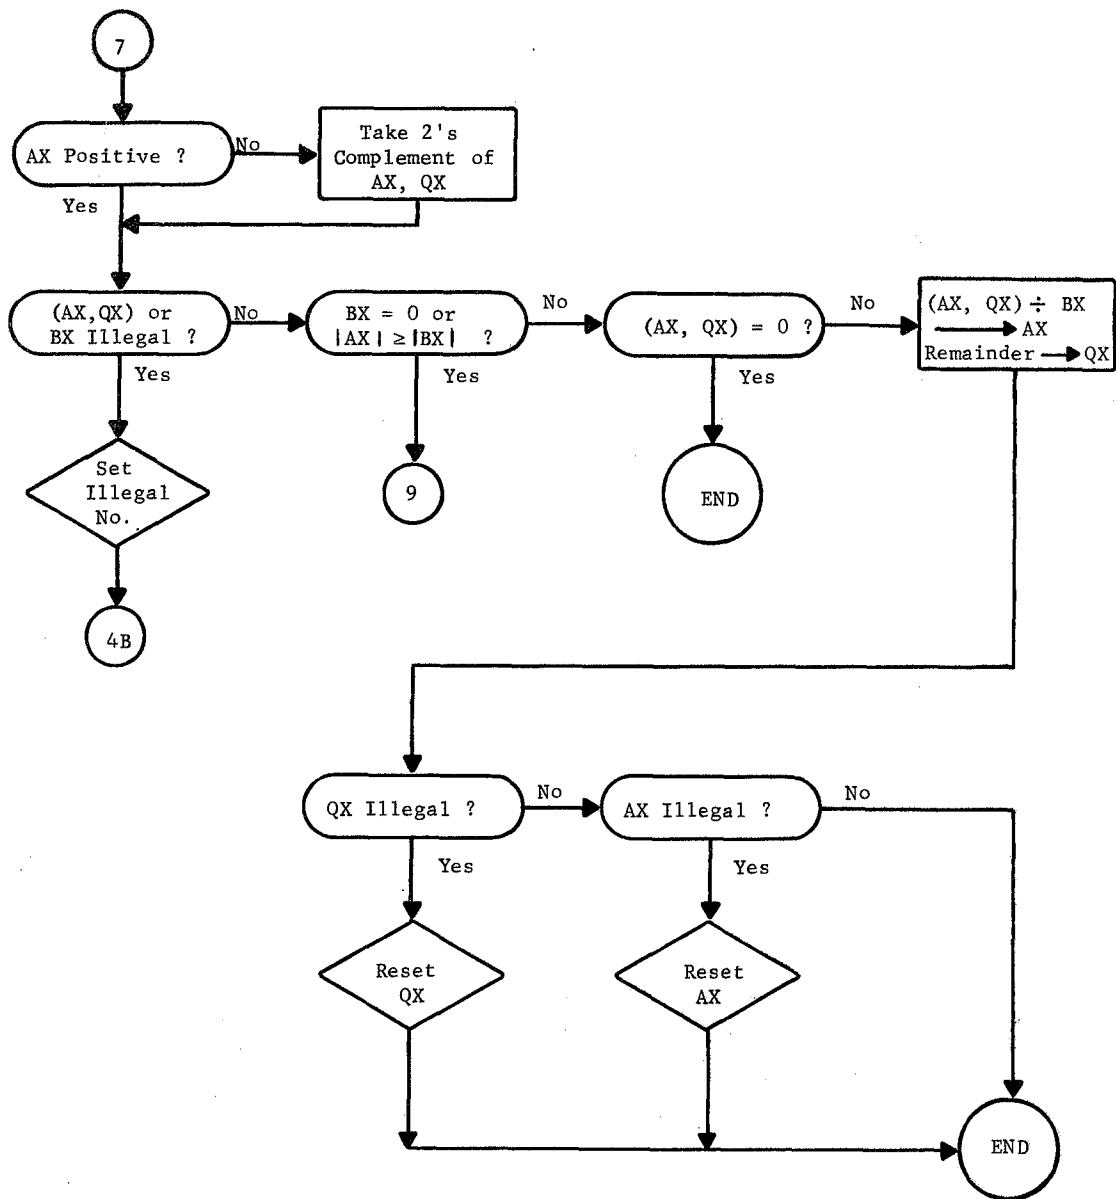 7
AX Positive ?
No
Take 2's
Complement of
AX, QX
Yes
(AX,QX) or
BX Illegal ?
No
BX = 0 or
|AX| ≥ |BX| ?
No
(AX, QX) = 0 ?
No
(AX, QX) ÷ BX
⟶ AX
Remainder ⟶ QX
Yes
Yes
Yes
Set
Illegal
No.
9
END
4B
QX Illegal ?
No
AX Illegal ?
No
Yes
Yes
Reset
QX
Reset
AX
END